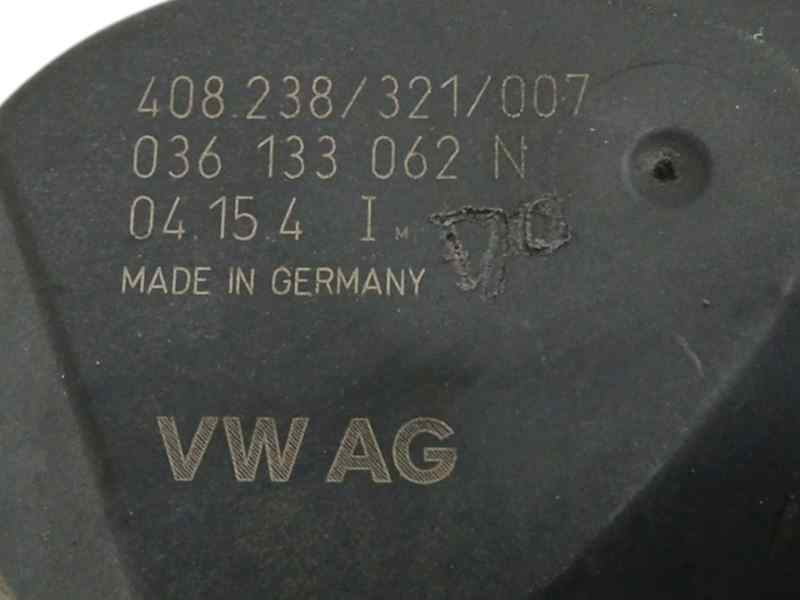 408.238/321/007
036 133 062 N
04.15.4 I M
MADE IN GERMANY
VW AG